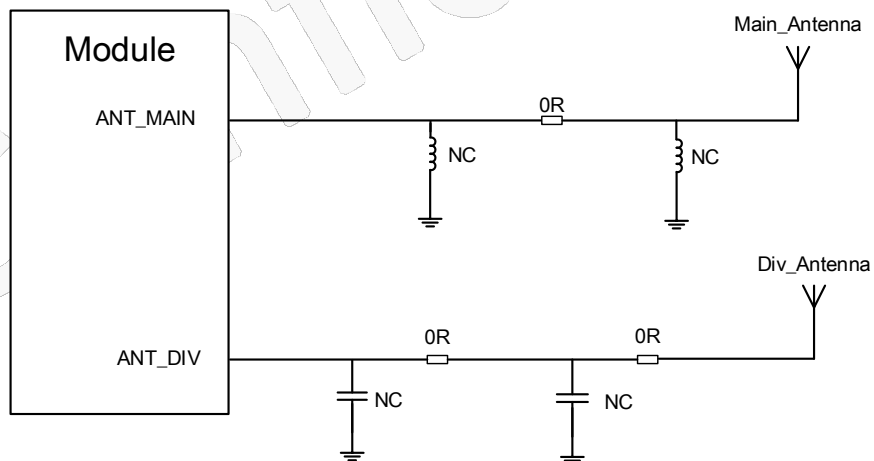 Module
Main_Antenna
ANT_MAIN
0R
NC
NC
Div_Antenna
ANT_DIV
0R
0R
NC
NC